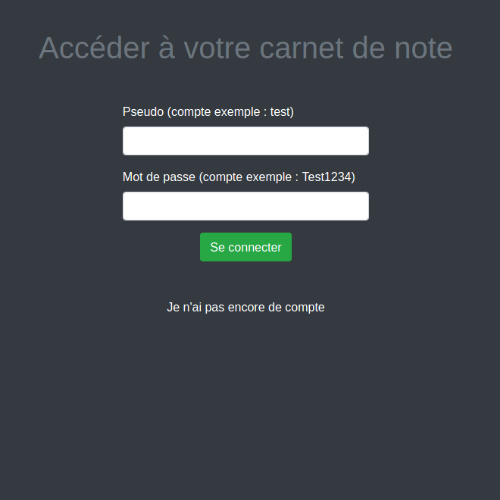 Accéder à votre carnet de note
Pseudo (compte exemple : test)
Mot de passe (compte exemple : Test1234)
Se connecter
Je n'ai pas encore de compte